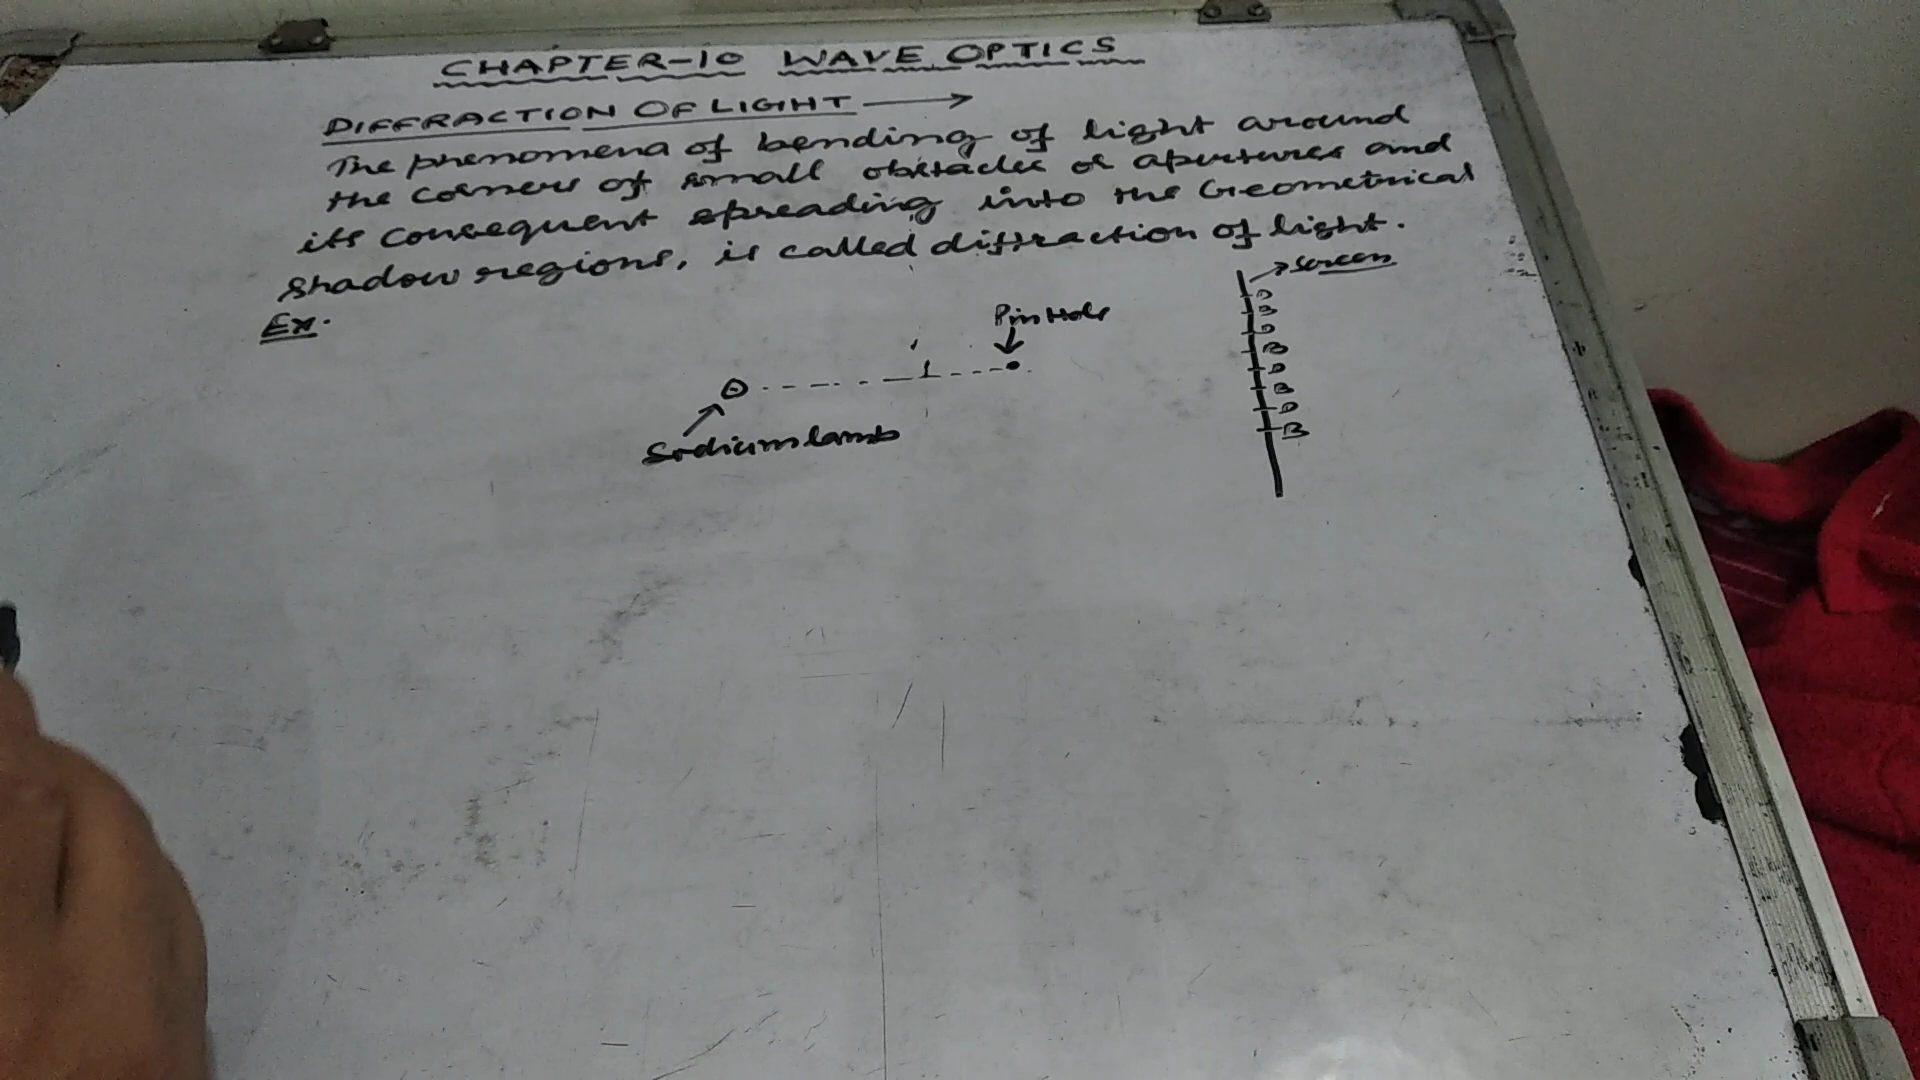 CHAPTER-10 WAVE OPTICS
DIFFRACTION OF LIGHT →
The phenomena of bending of light around
the corners of small obstacles or apertures and
its consequent spreading into the Geometrical
shadow regions, is called diffraction of light.
Ex.
→ screen
Pin Hole
D
B
D
B
D
B
D
B
Sodium lamb